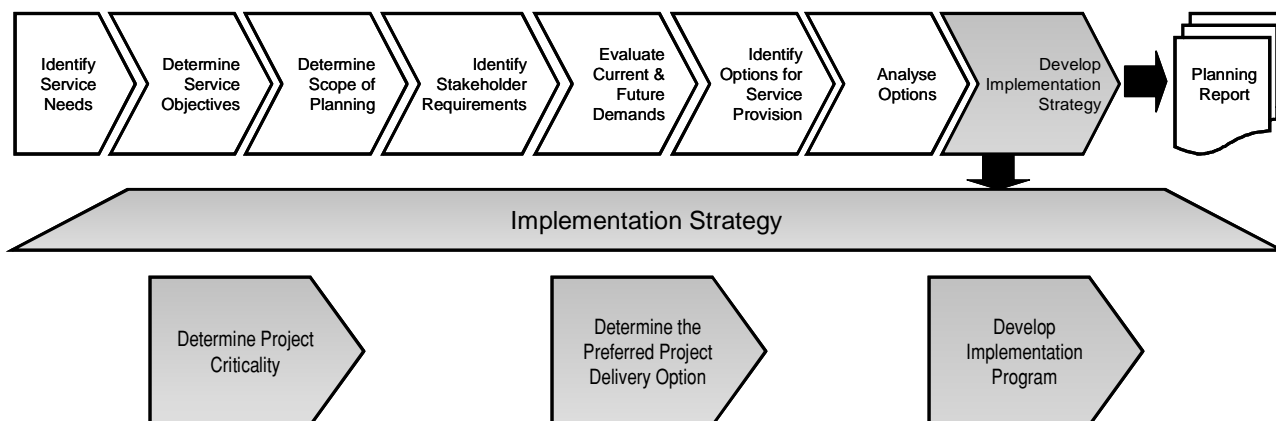 Identify
Service
Needs
Determine
Service
Objectives
Determine
Scope of
Planning
Identify
Stakeholder
Requirements
Evaluate
Current &
Future
Demands
Identify
Options for
Service
Provision
Analyse
Options
Develop
Implementation
Strategy
Planning
Report
Implementation Strategy
Determine Project
Criticality
Determine the
Preferred Project
Delivery Option
Develop
Implementation
Program